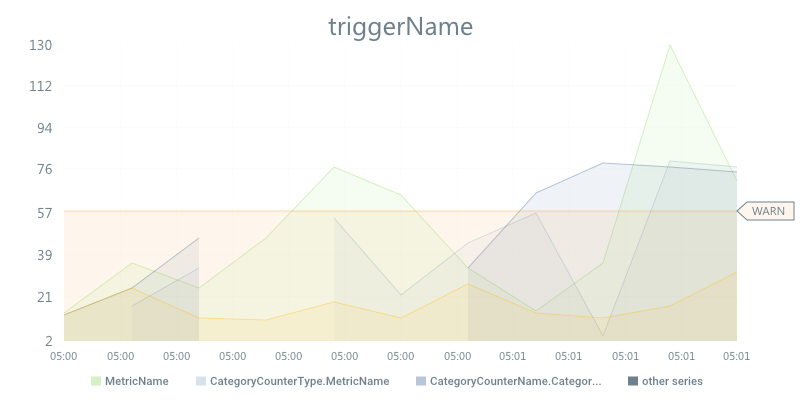 triggerName
130
112
94
76
57
39
21
2
WARN
05:00 05:00 05:00 05:00 05:00 05:00 05:00 05:01 05:01 05:01 05:01 05:01 05:01
MetricName CategoryCounterType.MetricName CategoryCounterName.Categor... other series